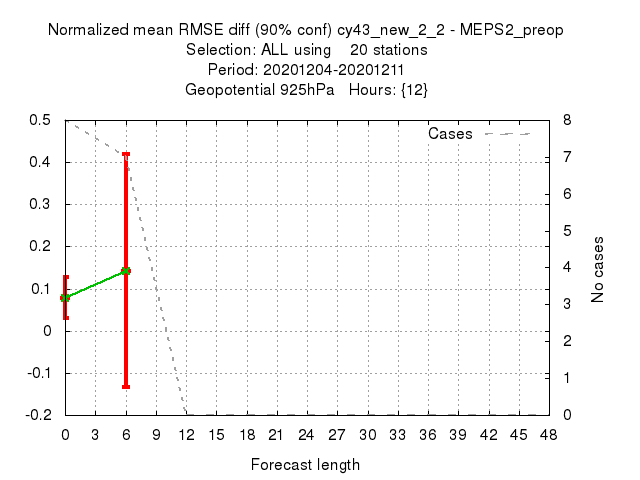 Normalized mean RMSE diff (90% conf) cy43_new_2_2 - MEPS2_preop
Selection: ALL using 20 stations
Period: 20201204-20201211
Geopotential 925hPa Hours: {12}
Cases
0.5
0.4
0.3
0.2
0.1
0
-0.1
-0.2
8
7
6
5
4
3
2
1
0
No cases
0 3 6 9 12 15 18 21 24 27 30 33 36 39 42 45 48
Forecast length